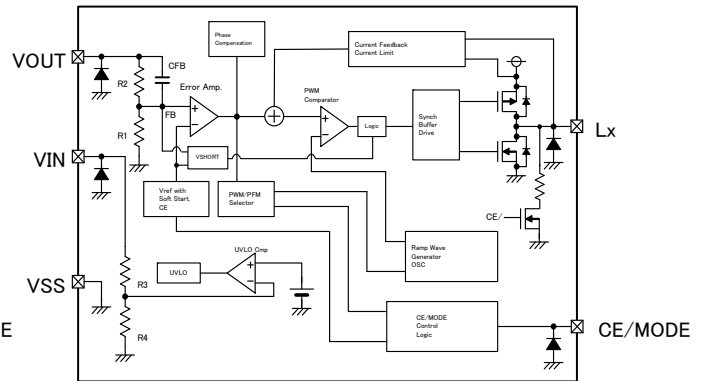 Phase
Compensation
Current Feedback
Current Limit
VOUT
CFB
R2
Error Amp.
PWM
Comparator
FB
R1
Logic
Synch
Buffer
Drive
Lx
VIN
VSHORT
Vref with
Soft Start,
CE
PWM/PFM
Selector
CE/
UVLO Cmp
Ramp Wave
Generator
OSC
R3
UVLO
VSS
R4
CE/MODE
Control
Logic
E
CE/MODE